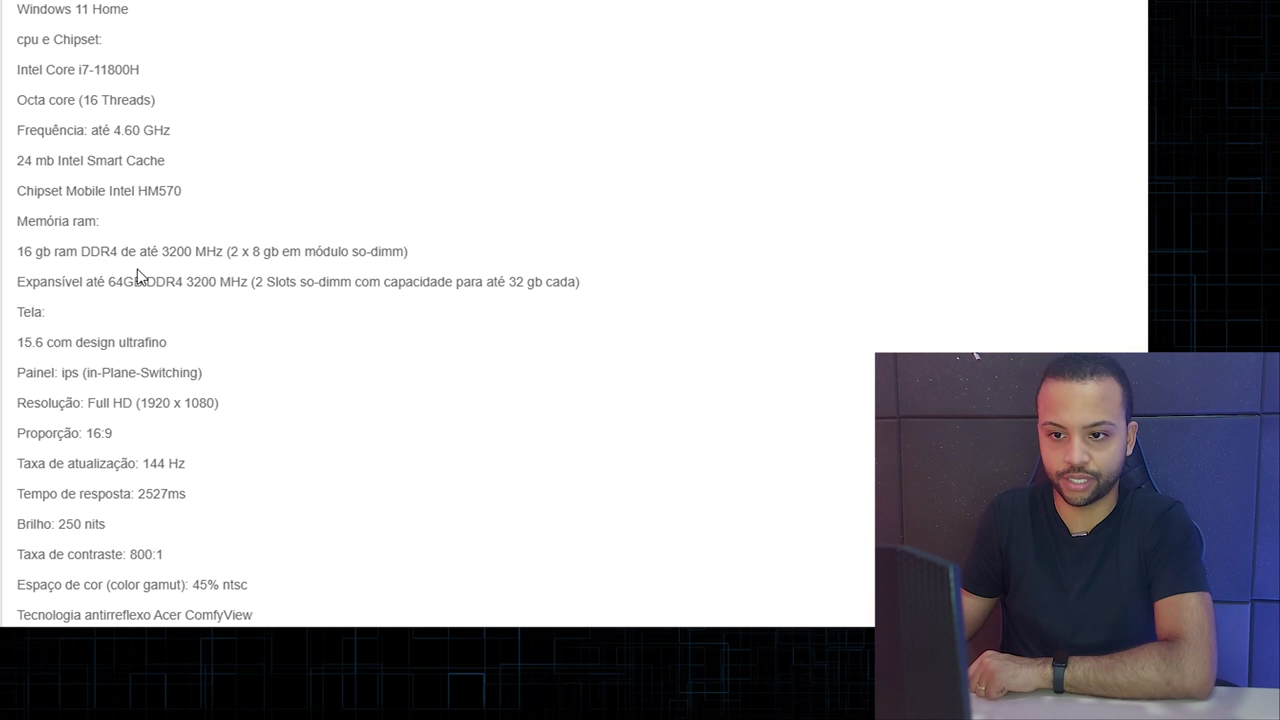 Windows 11 Home
cpu e Chipset:
Intel Core i7-11800H
Octa core (16 Threads)
Frequência: até 4.60 GHz
24 mb Intel Smart Cache
Chipset Mobile Intel HM570
Memória ram:
16 gb ram DDR4 de até 3200 MHz (2 x 8 gb em módulo so-dimm)
Expansível até 64GB DDR4 3200 MHz (2 Slots so-dimm com capacidade para até 32 gb cada)
Tela:
15.6 com design ultrafino
Painel: ips (in-Plane-Switching)
Resolução: Full HD (1920 x 1080)
Proporção: 16:9
Taxa de atualização: 144 Hz
Tempo de resposta: 2527ms
Brilho: 250 nits
Taxa de contraste: 800:1
Espaço de cor (color gamut): 45% ntsc
Tecnologia antirreflexo Acer ComfyView